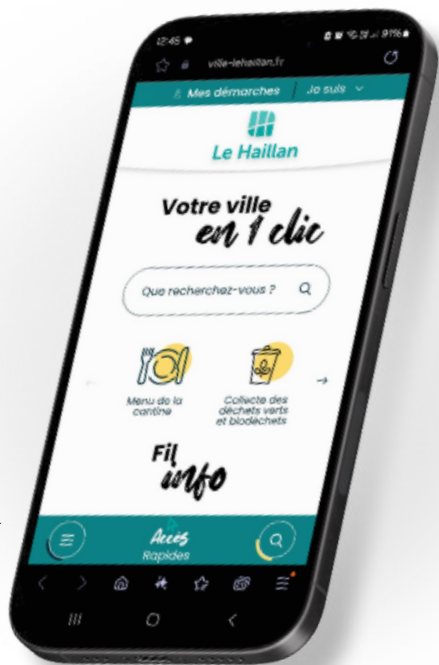 12:45
91%
ville-lehaillan.fr
Mes démarches | Je suis
Le Haillan
Votre ville
en 1 clic
Que recherchez-vous ?
Menu de la
cantine
Collecte des
déchets verts
et biodéchets
Fil
info
Accès
Rapides